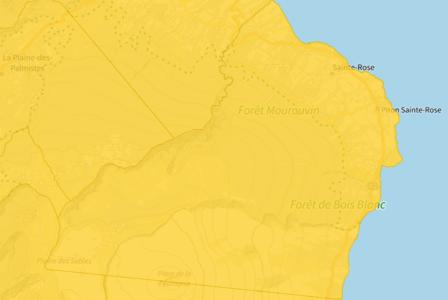 La Plaine des
Palmistes
Sainte-Rose
Piton Sainte-Rose
Forêt Mourouvin
Forêt de Bois Blanc
Plaine des Sables